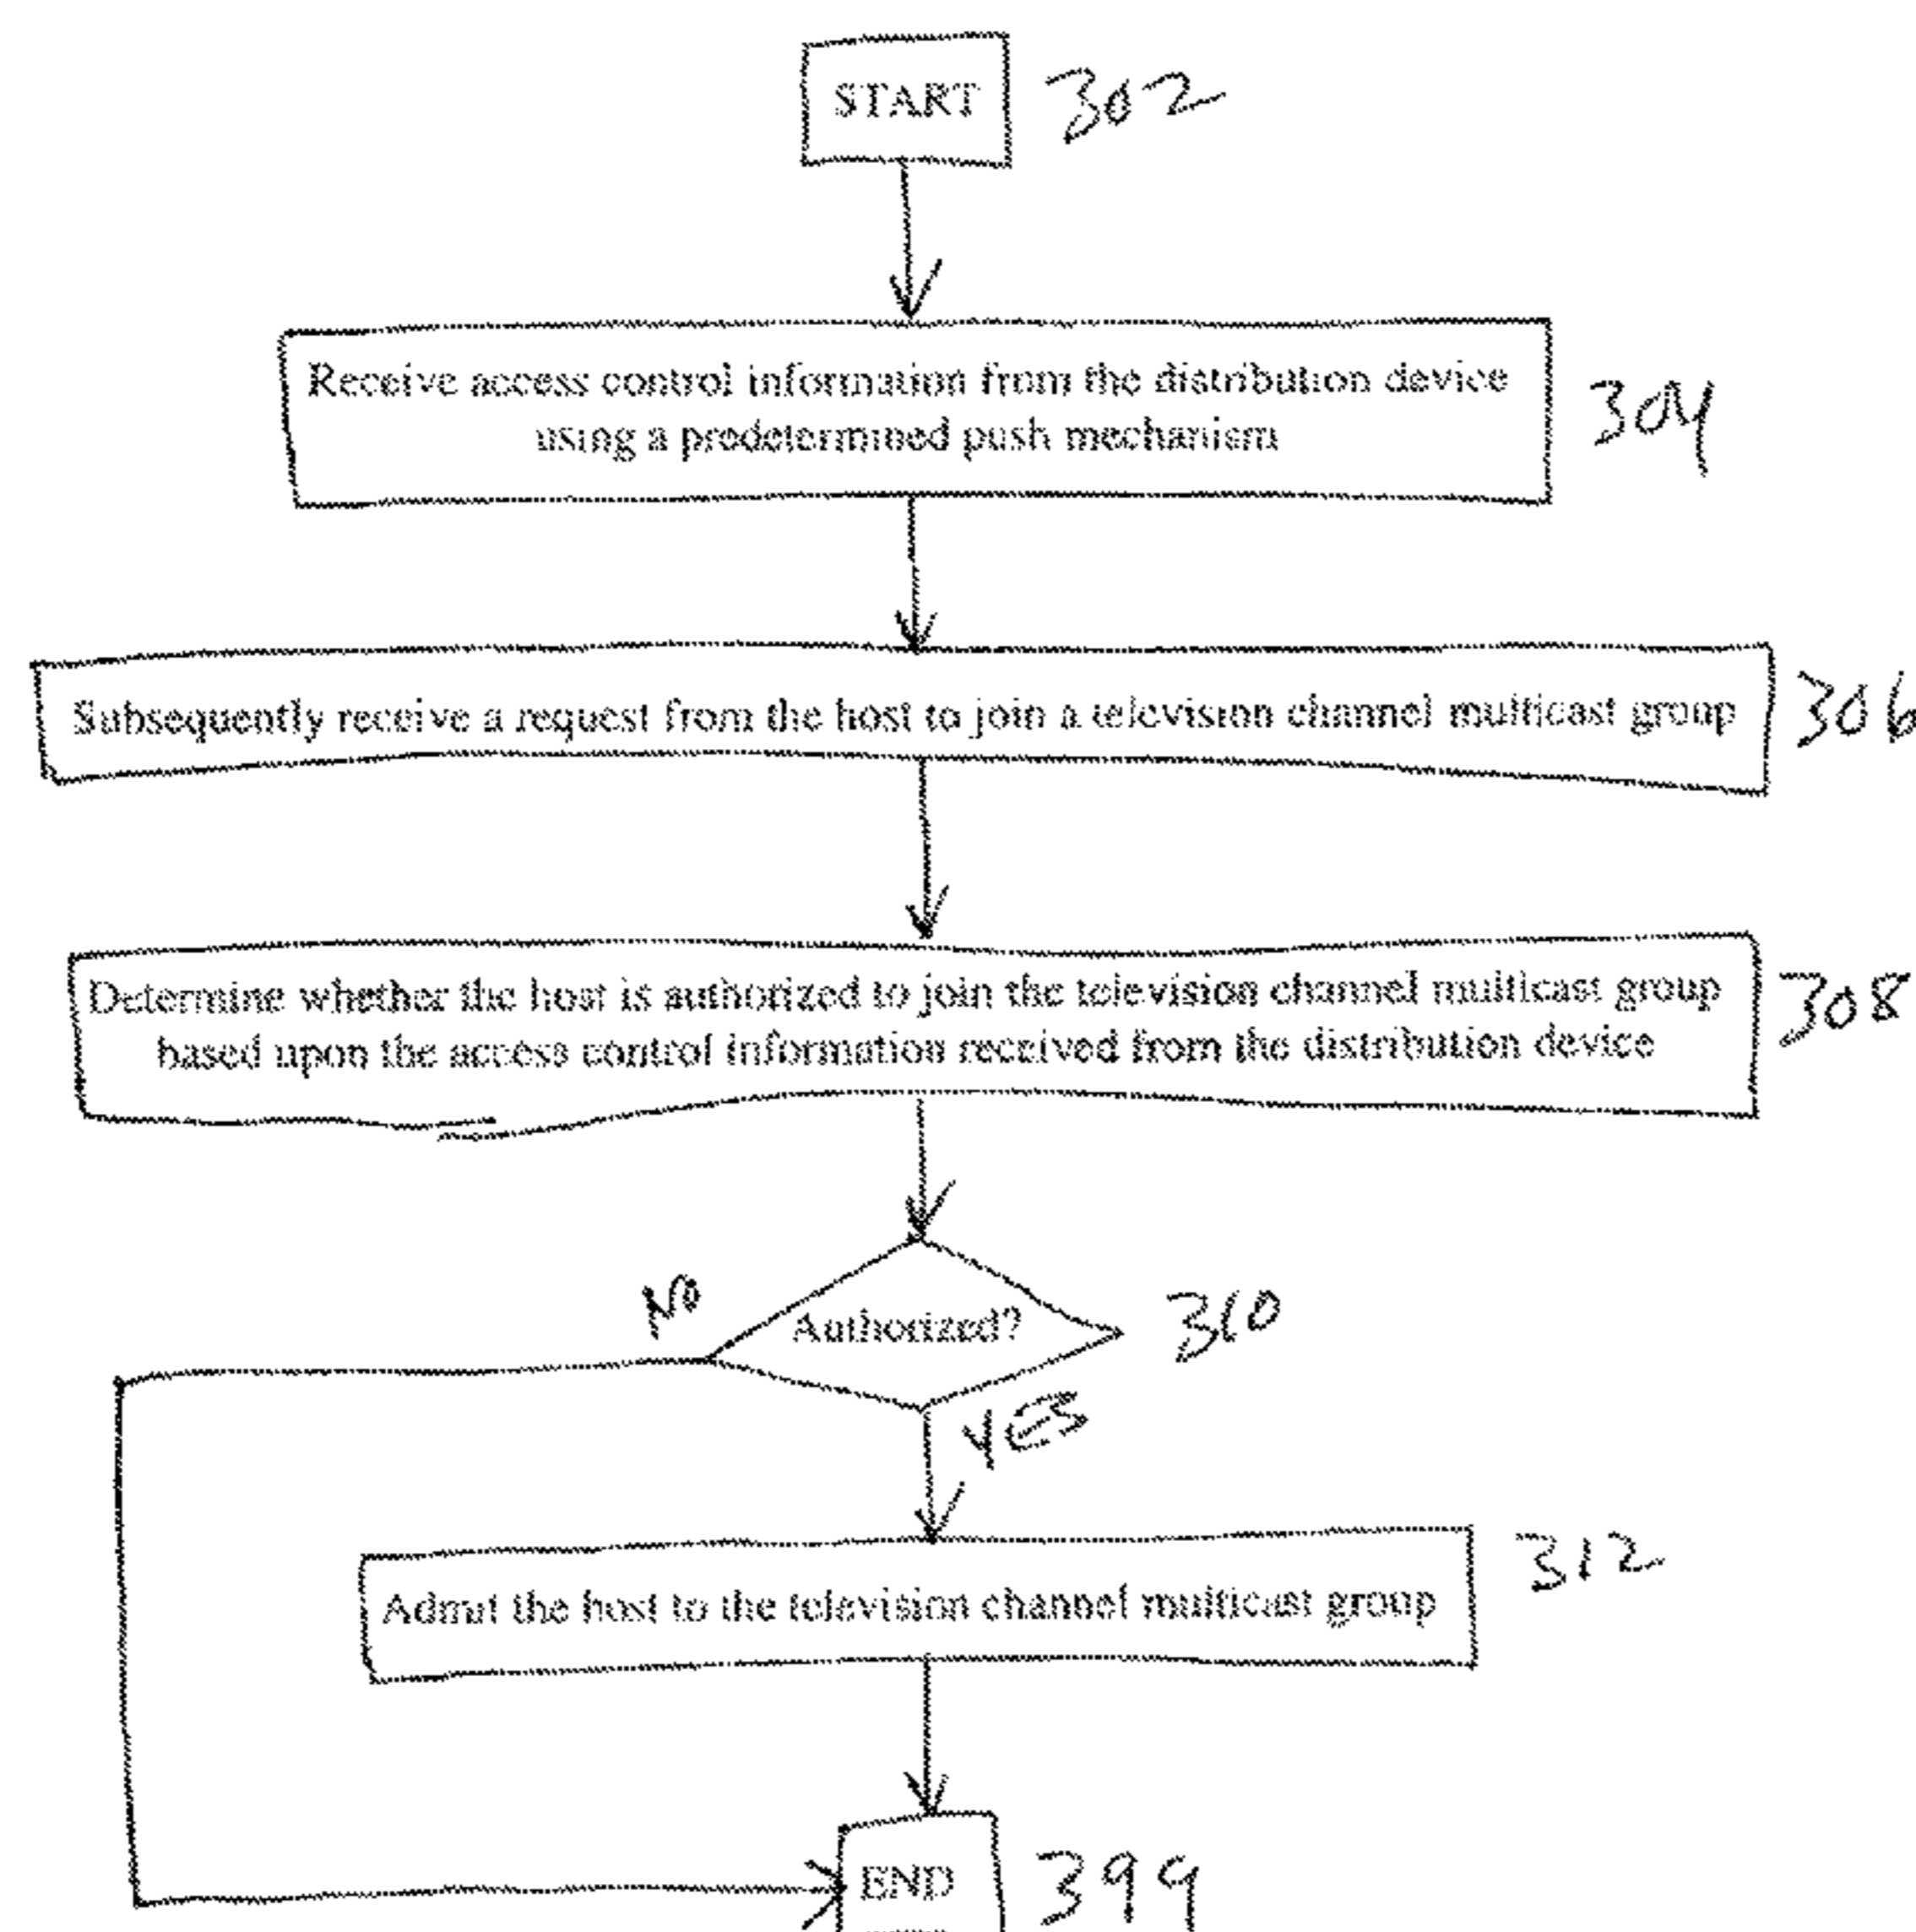 START 302
Receive access control information from the distribution device
using a predetermined push mechanism
304
Subsequently receive a request from the host to join a television channel multicast group 306
Determine whether the host is authorized to join the television channel multicast group
based upon the access control information received from the distribution device
308
NO
Authorized? 310
YES
Admit the host to the television channel multicast group 312
END 399